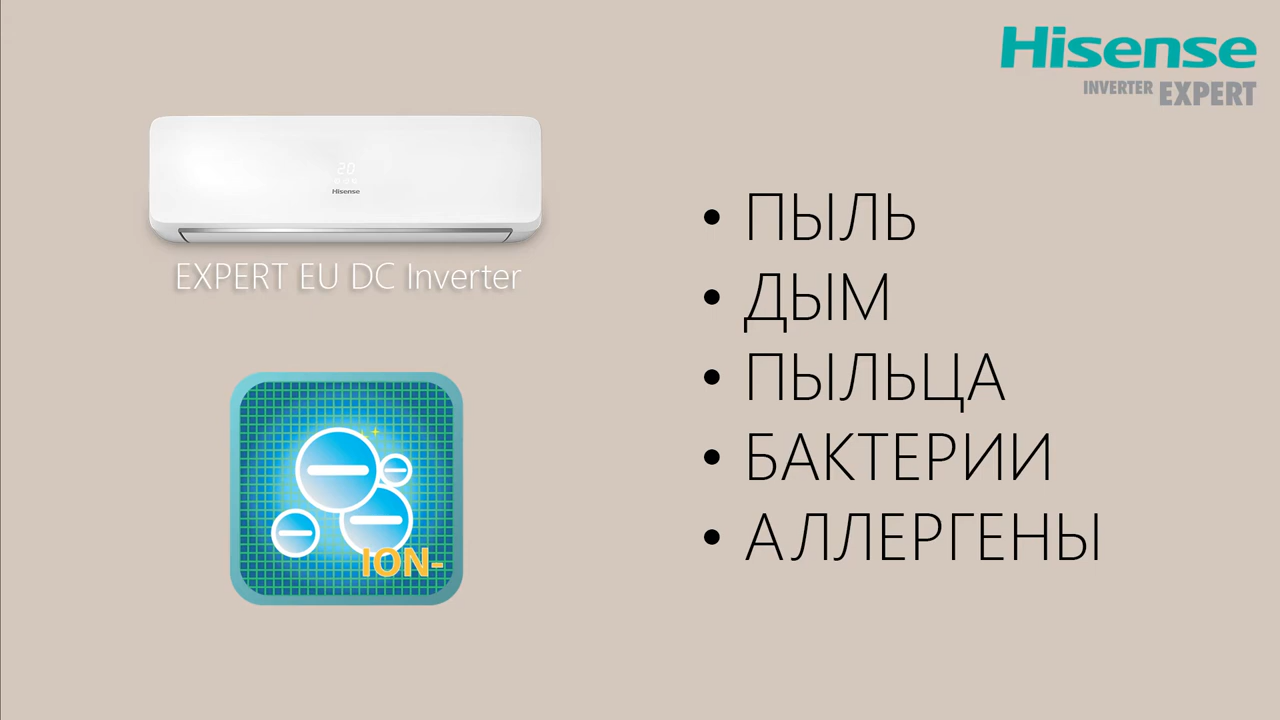 Hisense
INVERTER EXPERT
20
Hisense
EXPERT EU DC Inverter
ION-
• ПЫЛЬ
• ДЫМ
• ПЫЛЬЦА
• БАКТЕРИИ
• АЛЛЕРГЕНЫ